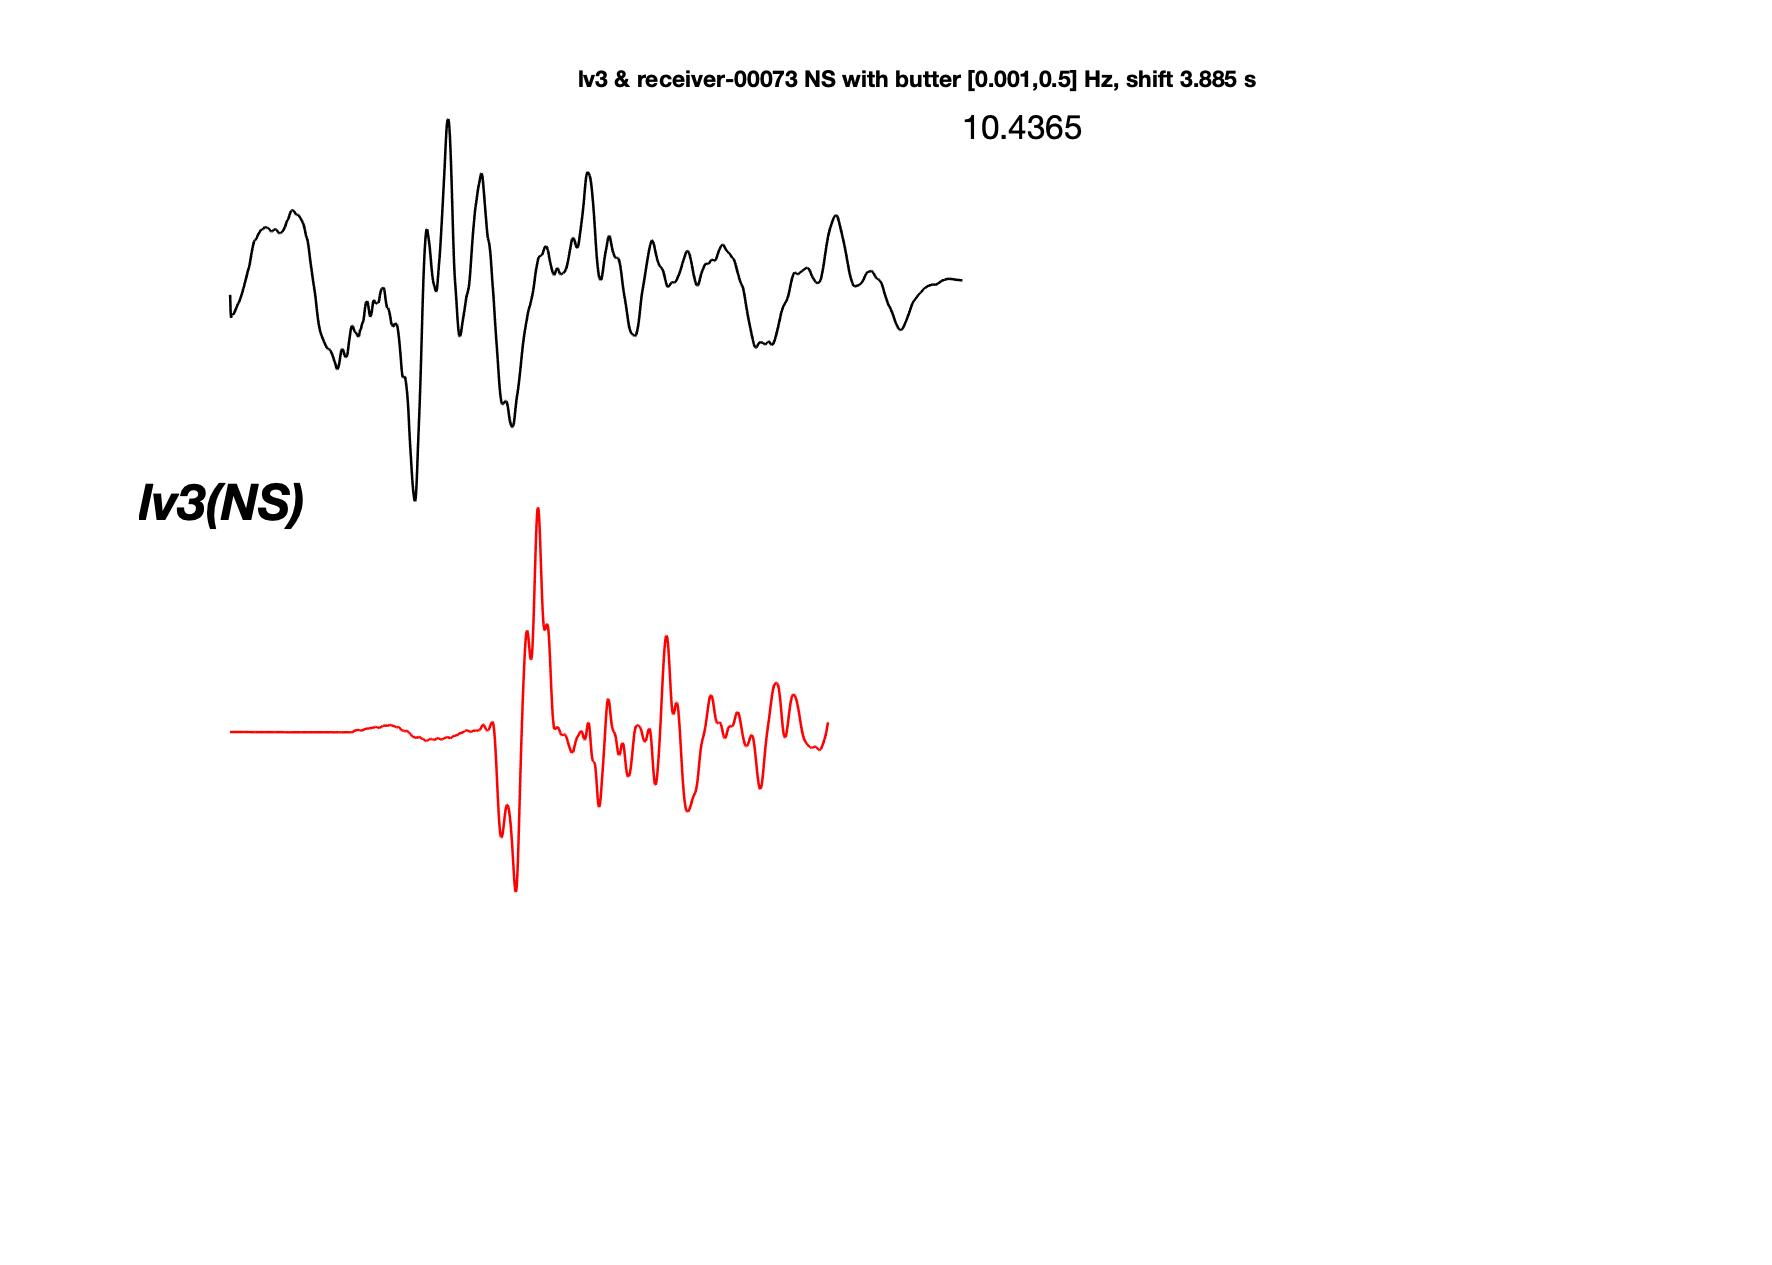 lv3 & receiver-00073 NS with butter [0.001,0.5] Hz, shift 3.885 s
10.4365
lv3(NS)